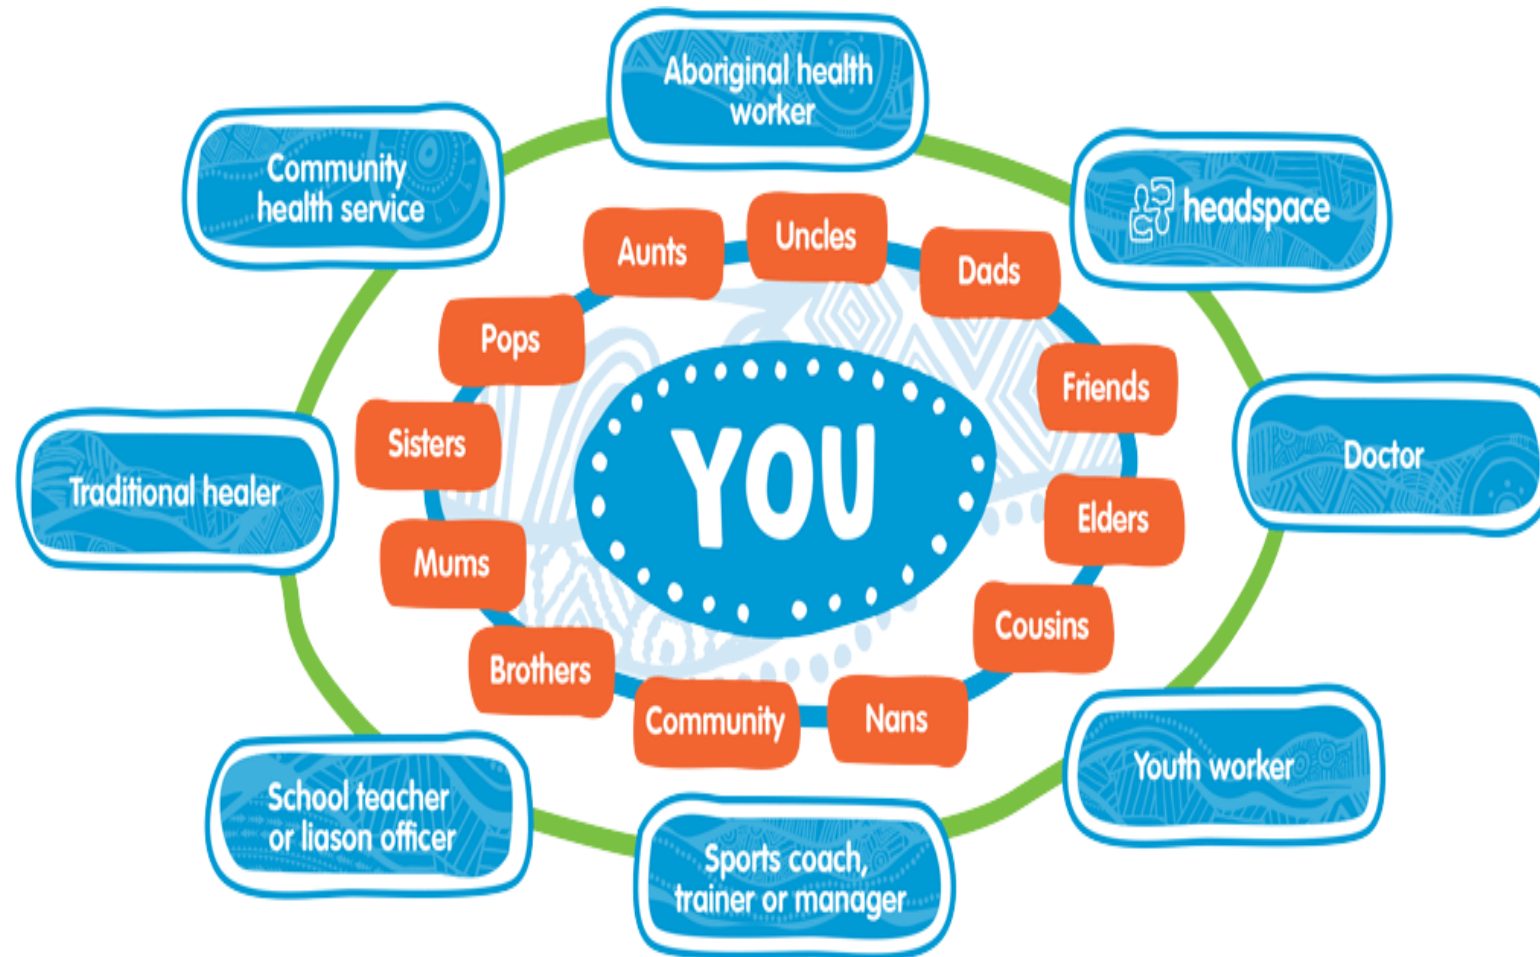 Aboriginal health
worker
Community
health service
headspace
Uncles
Aunts
Dads
Pops
Friends
Sisters
YOU
Doctor
Traditional healer
Elders
Mums
Cousins
Brothers
Community
Nans
Youth worker
School teacher
or liason officer
Sports coach,
trainer or manager